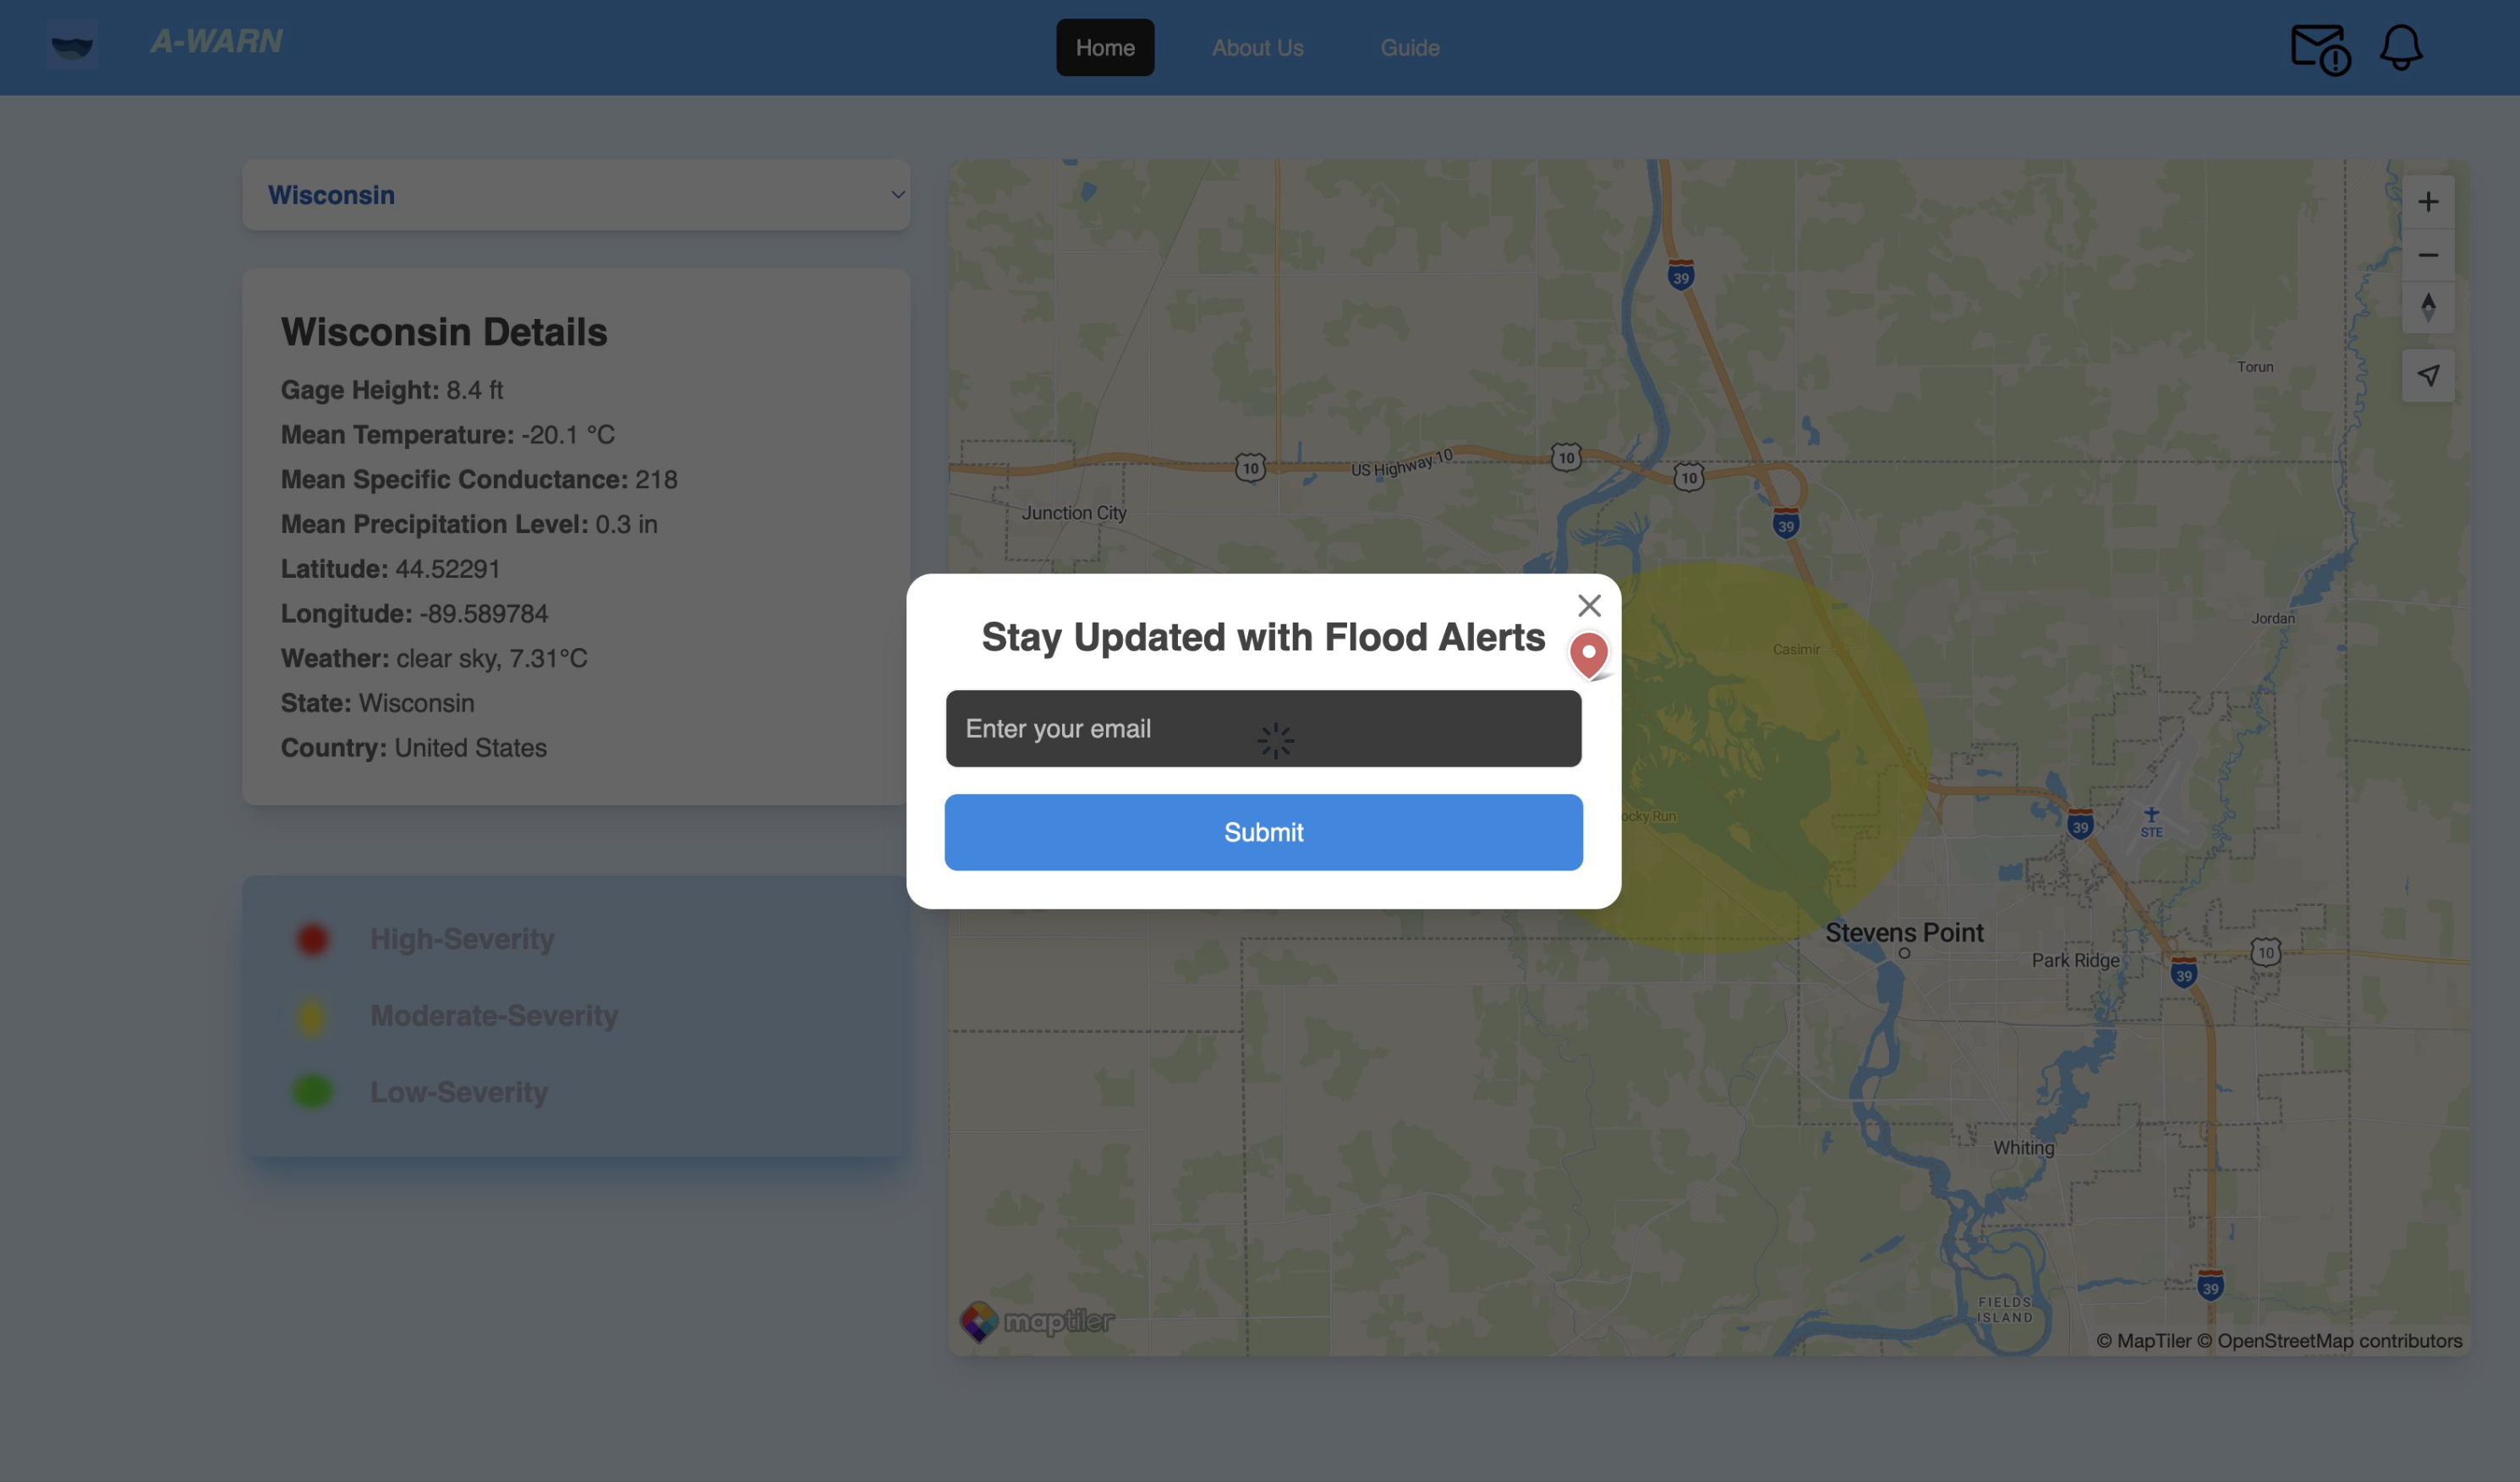 A-WARN
Home
About Us
Guide
Wisconsin
Wisconsin Details
Gage Height: 8.4 ft
Mean Temperature: -20.1 °C
Mean Specific Conductance: 218
Mean Precipitation Level: 0.3 in
Latitude: 44.52291
Longitude: -89.589784
Weather: clear sky, 7.31°C
State: Wisconsin
Country: United States
High-Severity
Moderate-Severity
Low-Severity
Stay Updated with Flood Alerts
Enter your email
Submit
39
Torun
10
US Highway 10
10
10
Junction City
39
Jordan
Casimir
ocky Run
39
STE
Stevens Point
Park Ridge
10
39
Whiting
FIELDS
ISLAND
39
maptiler
© MapTiler © OpenStreetMap contributors